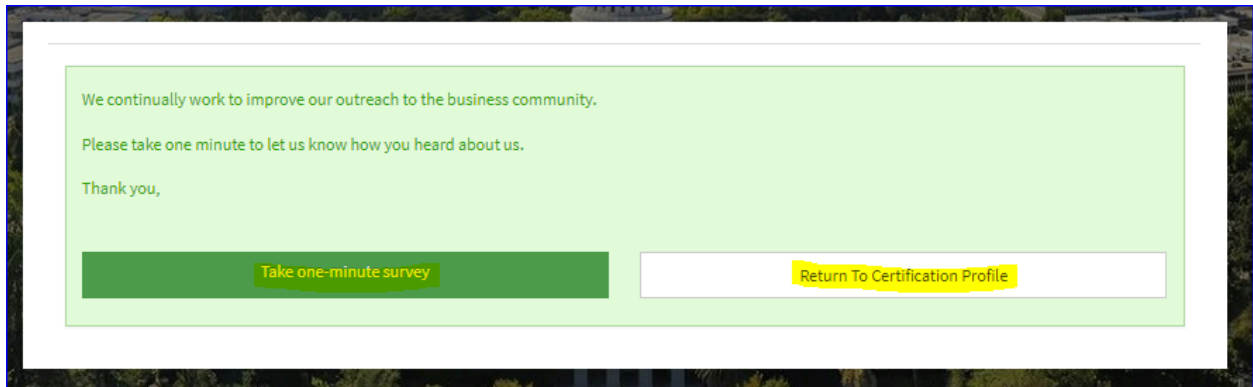 We continually work to improve our outreach to the business community.
Please take one minute to let us know how you heard about us.
Thank you,
Take one-minute survey
Return To Certification Profile